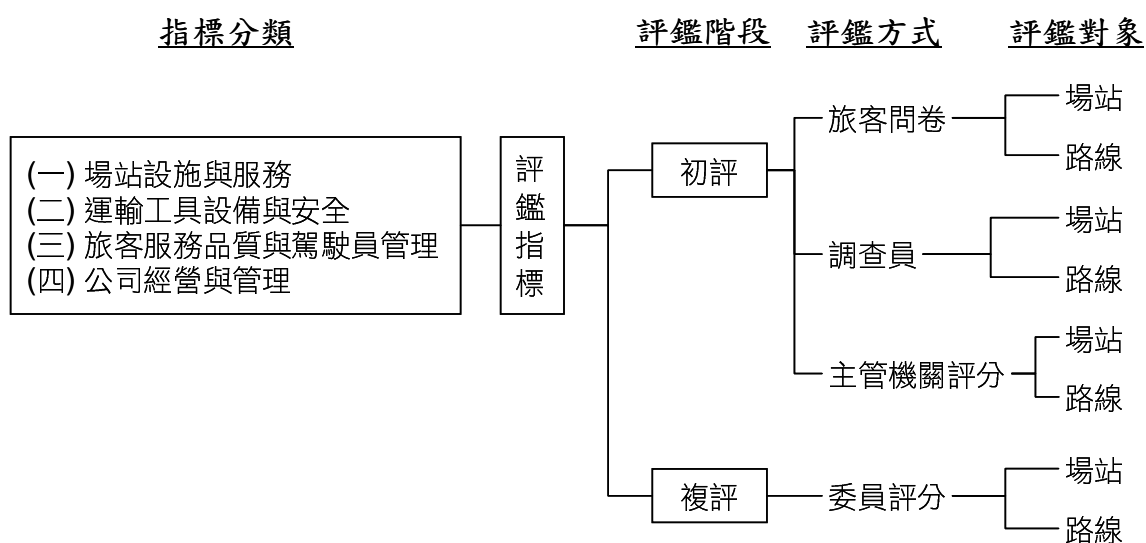 指標分類
評鑑階段
評鑑方式
評鑑對象
(一) 場站設施與服務
(二) 運輸工具設備與安全
(三) 旅客服務品質與駕駛員管理
(四) 公司經營與管理
評鑑指標
初評
旅客問卷
場站
路線
調查員
場站
路線
主管機關評分
場站
路線
複評
委員評分
場站
路線